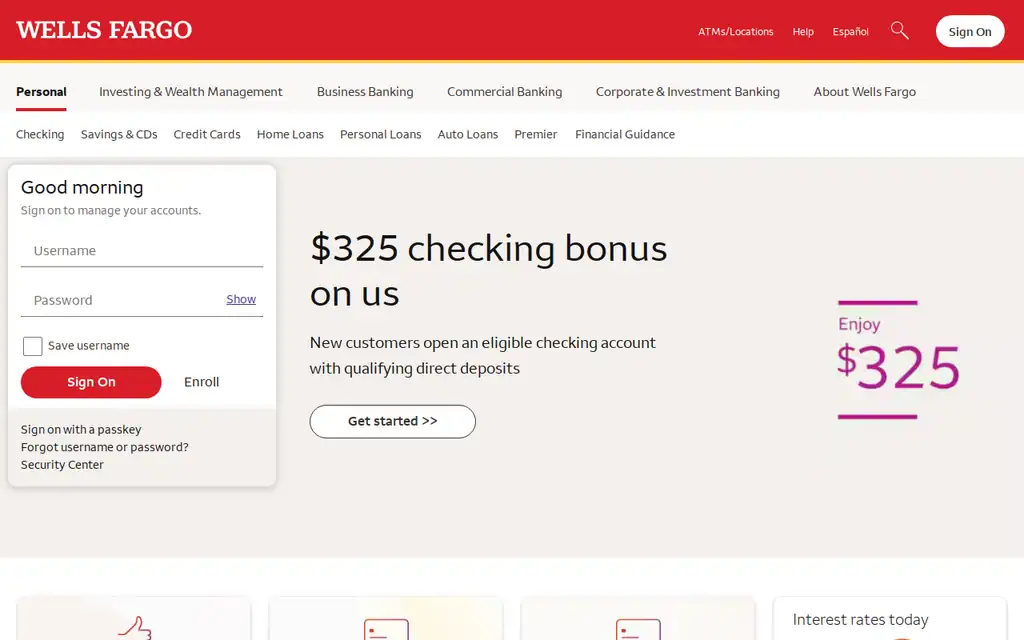 WELLS FARGO
ATMs/Locations Help Español Sign On
Personal Investing & Wealth Management Business Banking Commercial Banking Corporate & Investment Banking About Wells Fargo
Checking Savings & CDs Credit Cards Home Loans Personal Loans Auto Loans Premier Financial Guidance
Good morning
Sign on to manage your accounts.
Username
Password Show
Save username
Sign On Enroll
Sign on with a passkey
Forgot username or password?
Security Center
$325 checking bonus
on us
New customers open an eligible checking account
with qualifying direct deposits
Get started >>
Enjoy
$325
Interest rates today